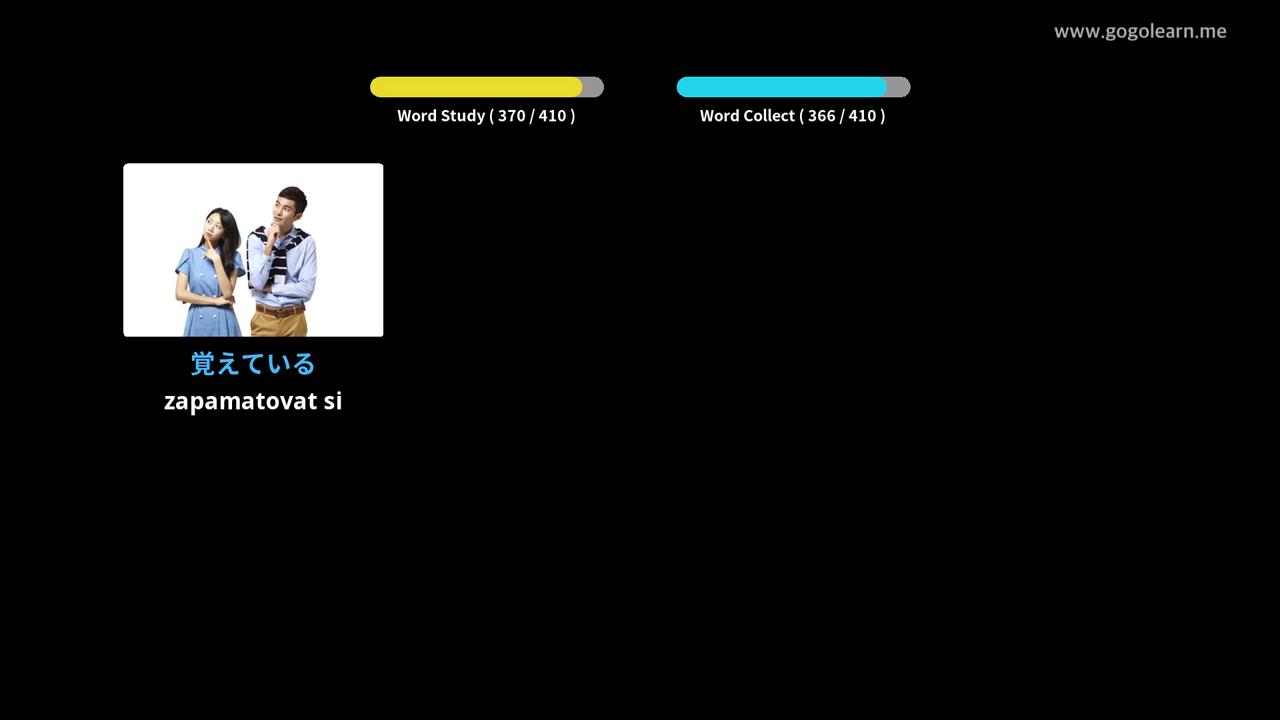 www.gogolearn.me
Word Study ( 370 / 410 )
Word Collect ( 366 / 410 )
覚えている
zapamatovat si